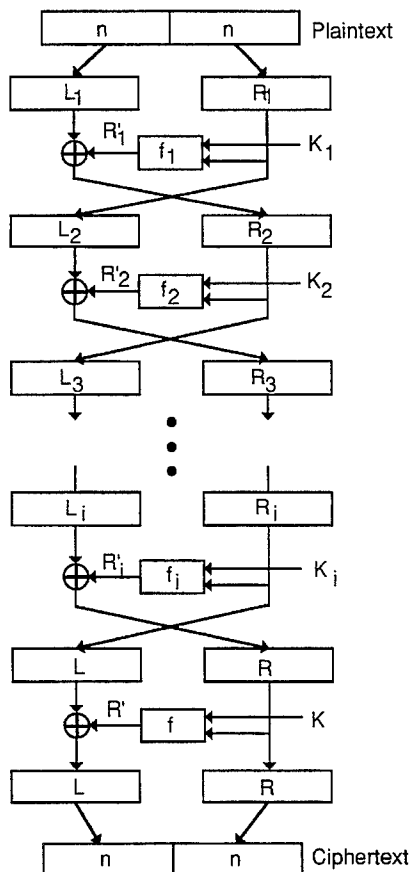 n n Plaintext
L1 R1
R'1 f1 K1
L2 R2
R'2 f2 K2
L3 R3
Li Ri
R'i fi Ki
L R
R' f K
L R
n n Ciphertext